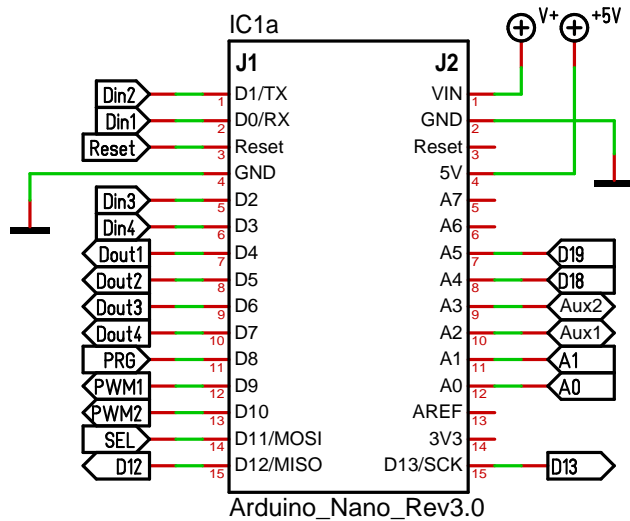 IC1a V+ +5V
J1 J2
Din2 1 D1/TX VIN 1
Din1 2 D0/RX GND 2
Reset 3 Reset Reset 3
4 GND 5V 4
Din3 5 D2 A7 5
Din4 6 D3 A6 6
Dout1 7 D4 A5 7 D19
Dout2 8 D5 A4 8 D18
Dout3 9 D6 A3 9 Aux2
Dout4 10 D7 A2 10 Aux1
PRG 11 D8 A1 11 A1
PWM1 12 D9 A0 12 A0
PWM2 13 D10 AREF 13
SEL 14 D11/MOSI 3V3 14
D12 15 D12/MISO D13/SCK 15 D13
Arduino_Nano_Rev3.0